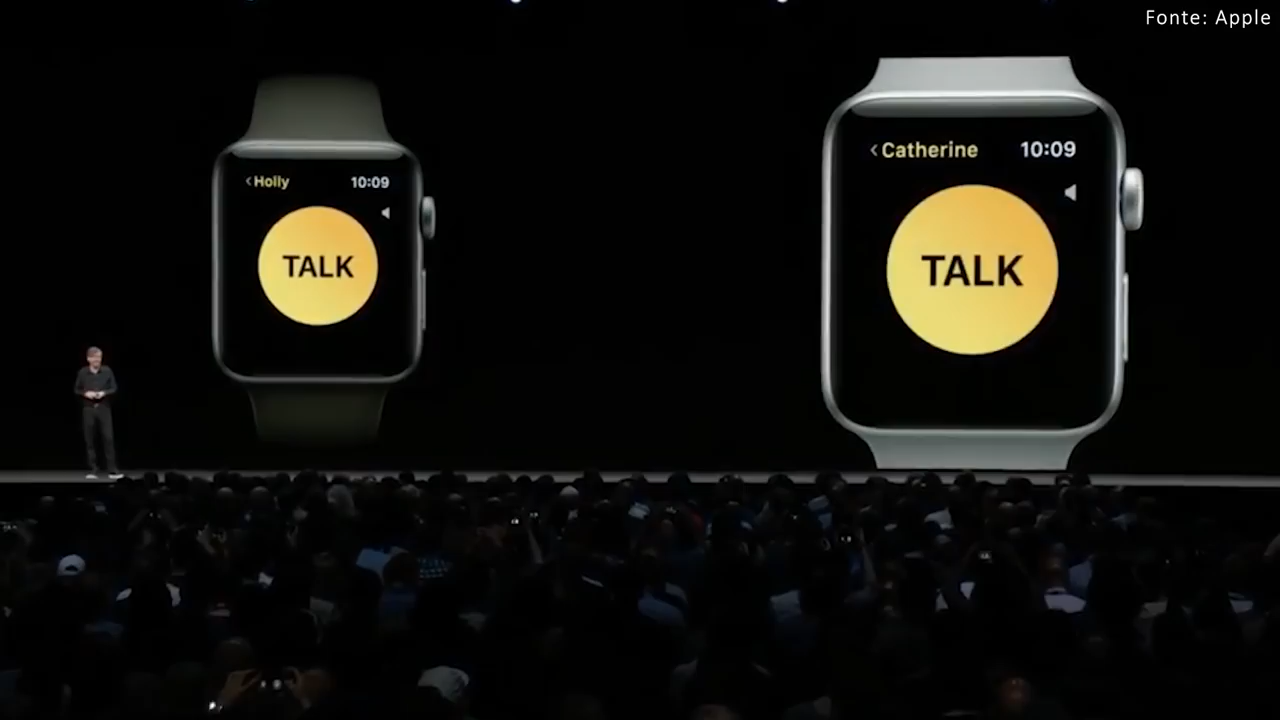 Fonte: Apple
‹Holly 10:09
TALK
‹Catherine 10:09
TALK